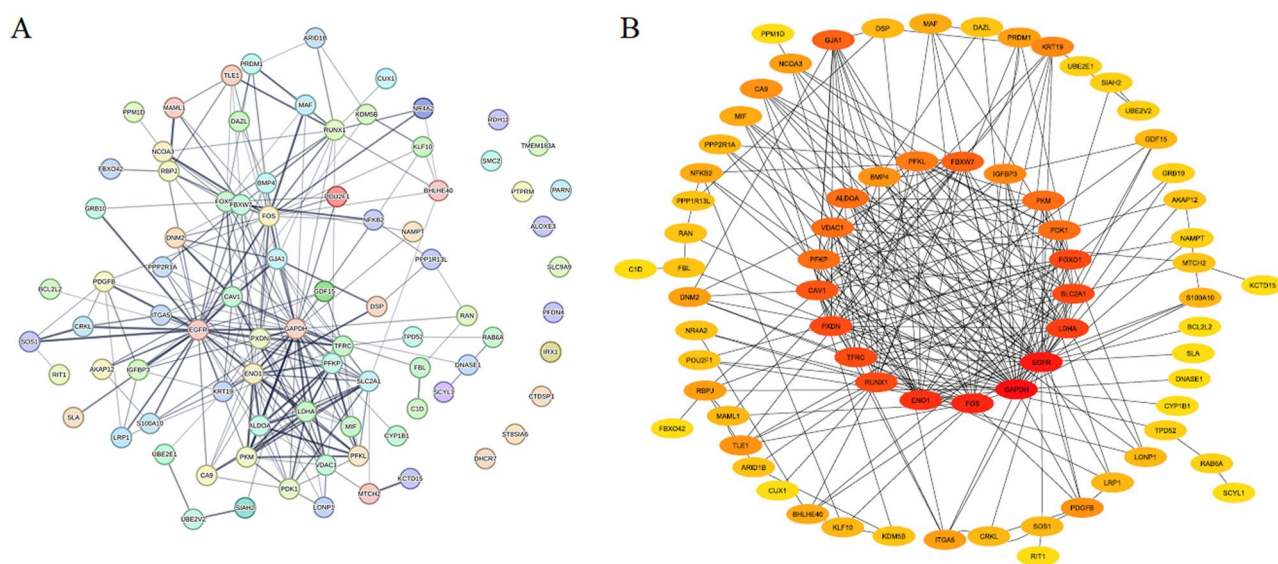 A
ARID1B
PRDM1
TLE1
CUX1
MAML1
MAF
NR4A2
PPM1D
DAZL
KDM5B
RUNX1
RDH11
TMEM183A
NCOA3
KLF10
SMC2
FBXO42
RBPJ
BMP4
BHLHE40
PTPRM
PARN
FBXW7
POU2F1
GRB10
FOS
NFKB2
NAMPT
ALOXE3
DNM2
GJA1
PPP1R13L
PPP2R1A
SLC9A9
PDGFB
BCL2L2
CAV1
GDF15
DSP
ITGA5
RAN
PFDN4
CRKL
EGFR
GAPDH
SOS1
PXDN
TFRC
TPD52
RAB6A
IRX1
RIT1
AKAP12
IGFBP3
ENO1
PFKP
DNASE1
FBL
SLC2A1
KRT19
SCYL1
CTDSP1
SLA
S100A10
LDHA
C1D
LRP1
ALDOA
MIF
CYP1B1
ST8SIA6
UBE2E1
PKM
PFKL
DHCR7
CA9
VDAC1
KCTD15
PDK1
MTCH2
LONP1
SIAH2
UBE2V2
B
PPM1D
GJA1
DSP
MAF
DAZL
PRDM1
KRT19
NCOA3
UBE2E1
SIAH2
CA9
UBE2V2
MIF
GDF15
PPP2R1A
PFKL
FBXW7
NFKB2
BMP4
IGFBP3
GRB10
ALDOA
PKM
AKAP12
PPP1R13L
VDAC1
PDK1
NAMPT
RAN
C1D
FBL
PFKP
FOXO1
MTCH2
KCTD15
DNM2
CAV1
SLC2A1
S100A10
NR4A2
PXDN
LDHA
BCL2L2
POU2F1
TFRC
EGFR
SLA
RBPJ
RUNX1
GAPDH
DNASE1
ENO1
FOS
CYP1B1
MAML1
FBXO42
TPD52
TLE1
LONP1
RAB6A
ARID1B
LRP1
SCYL1
CUX1
PDGFB
BHLHE40
KLF10
KDM5B
ITGA5
CRKL
SOS1
RIT1